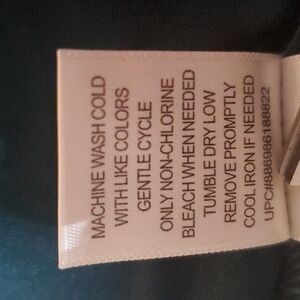 MACHINE WASH COLD
WITH LIKE COLORS
GENTLE CYCLE
ONLY NON-CHLORINE
BLEACH WHEN NEEDED
TUMBLE DRY LOW
REMOVE PROMPTLY
COOL IRON IF NEEDED
UPC#886986188822